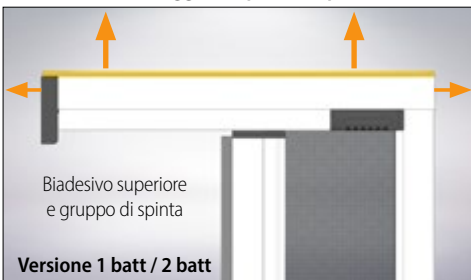 Biadesivo superiore
e gruppo di spinta
Versione 1 batt / 2 batt